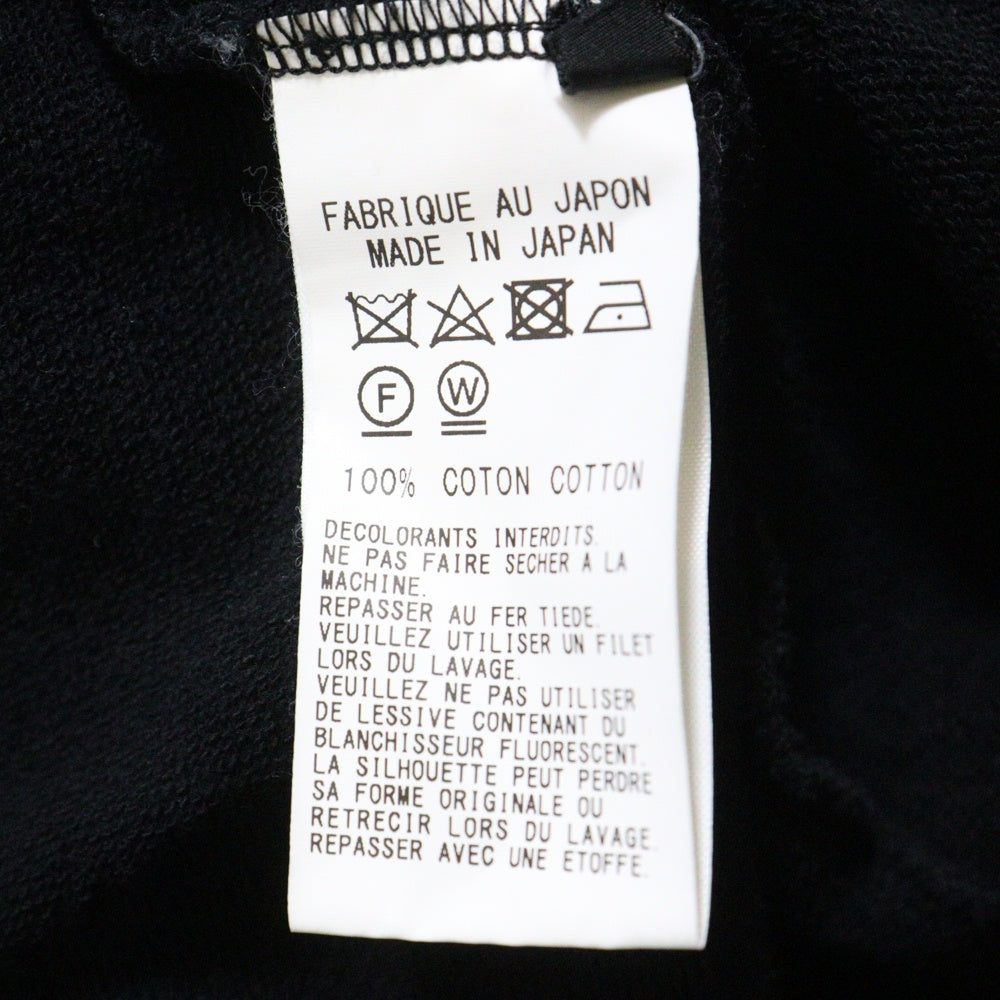 FABRIQUE AU JAPON
MADE IN JAPAN
F W
100% COTON COTTON
DECOLORANTS INTERDITS.
NE PAS FAIRE SECHER A LA
MACHINE.
REPASSER AU FER TIEDE.
VEUILLEZ UTILISER UN FILET
LORS DU LAVAGE.
VEUILLEZ NE PAS UTILISER
DE LESSIVE CONTENANT DU
BLANCHISSEUR FLUORESCENT.
LA SILHOUETTE PEUT PERDRE
SA FORME ORIGINALE OU
RETRECIR LORS DU LAVAGE.
REPASSER AVEC UNE ETOFFE.